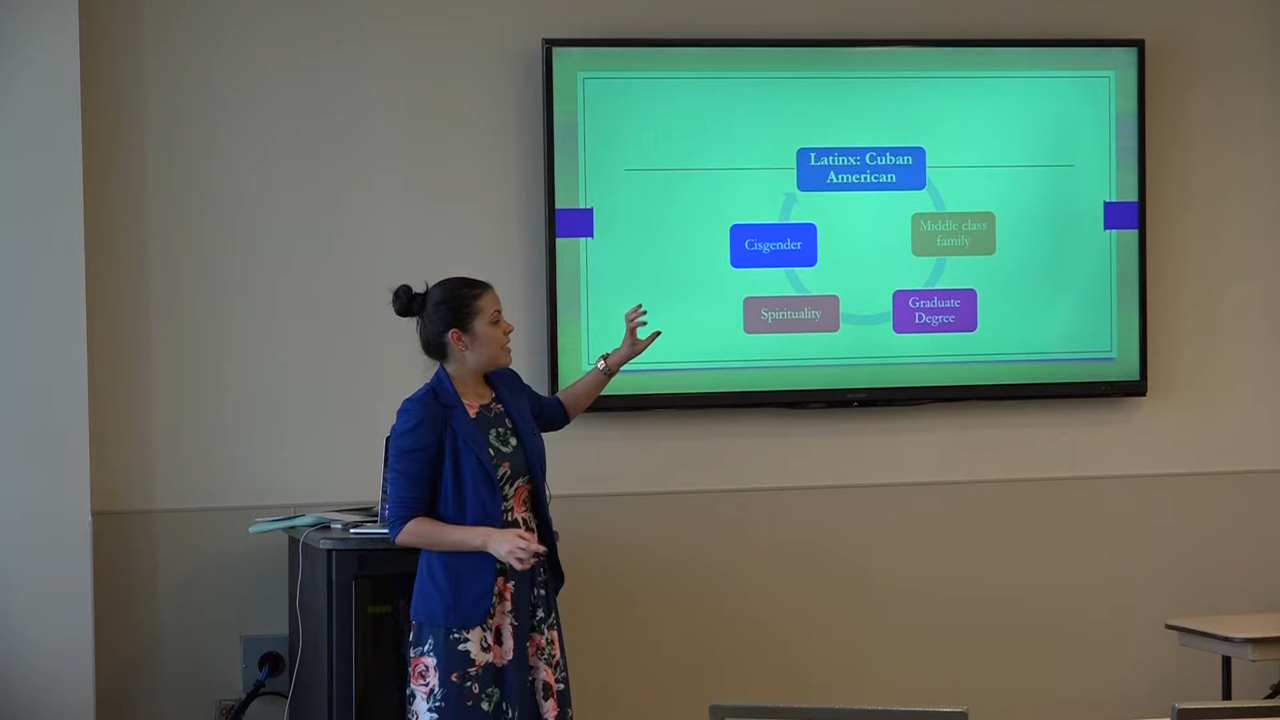 Latinx: Cuban
American
Middle class
family
Graduate
Degree
Spirituality
Cisgender